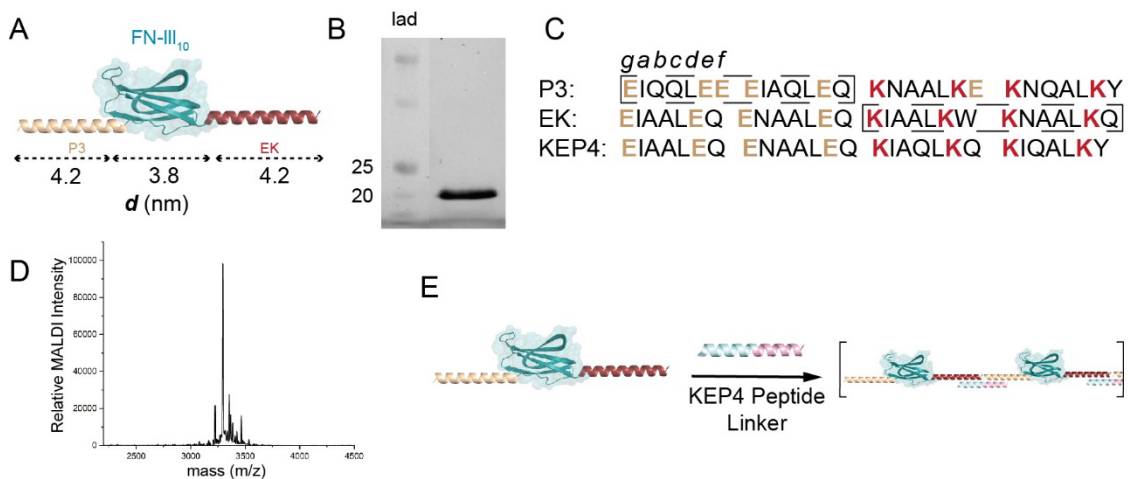 A
FN-III10
P3
EK
4.2 3.8 4.2
d (nm)
B
lad
25
20
C
gabcdef
P3: EIQQLEE EIAQLEQ KNAALKE KNQALKY
EK: EIAALEQ ENAALEQ KIAALKW KNAALKQ
KEP4: EIAALEQ ENAALEQ KIAQLKQ KIQALKY
D
Relative MALDI Intensity
100000
80000
60000
40000
20000
0
2500 3000 3500 4000 4500
mass (m/z)
E
KEP4 Peptide
Linker